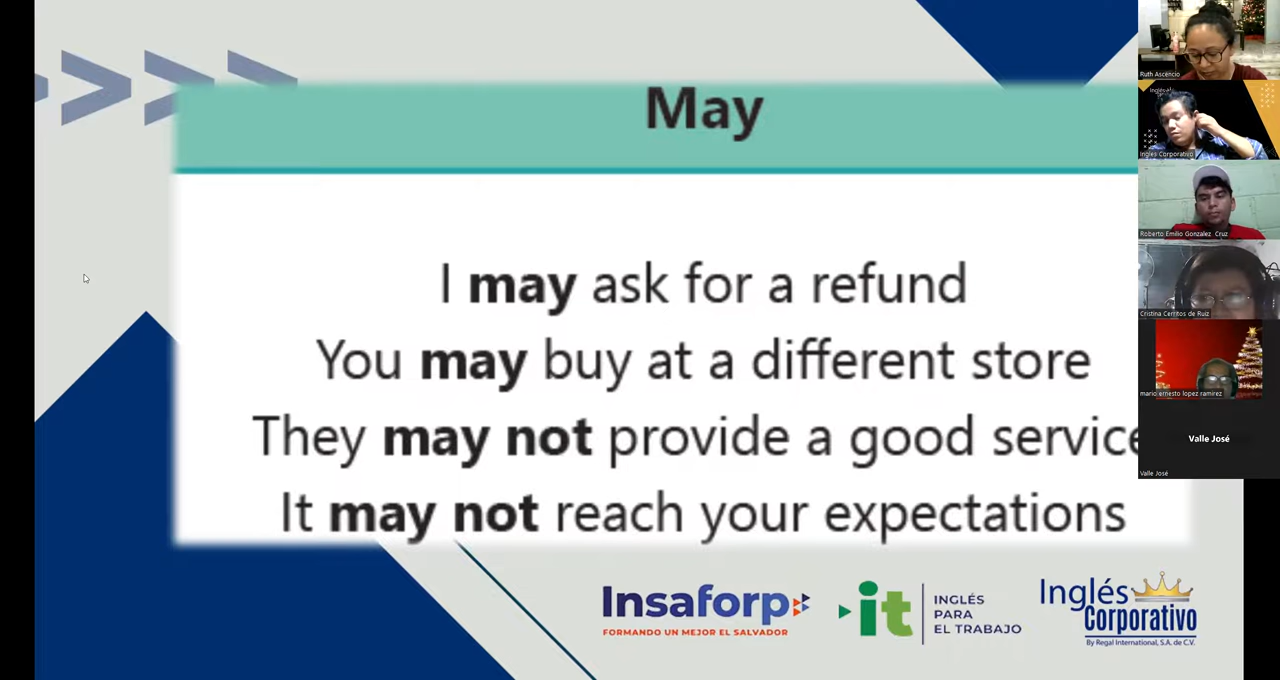 May
I may ask for a refund
You may buy at a different store
They may not provide a good service
It may not reach your expectations
Insaforp
FORMANDO UN MEJOR EL SALVADOR
it
INGLÉS
PARA
EL TRABAJO
Inglés
Corporativo
By Regal International, S.A. de C.V.
Ruth Ascencio
Inglés Corporativo
Roberto Emilio Gonzalez Cruz
Cristina Cerritos de Ruiz
mario ernesto lopez ramirez
Valle José
Valle José